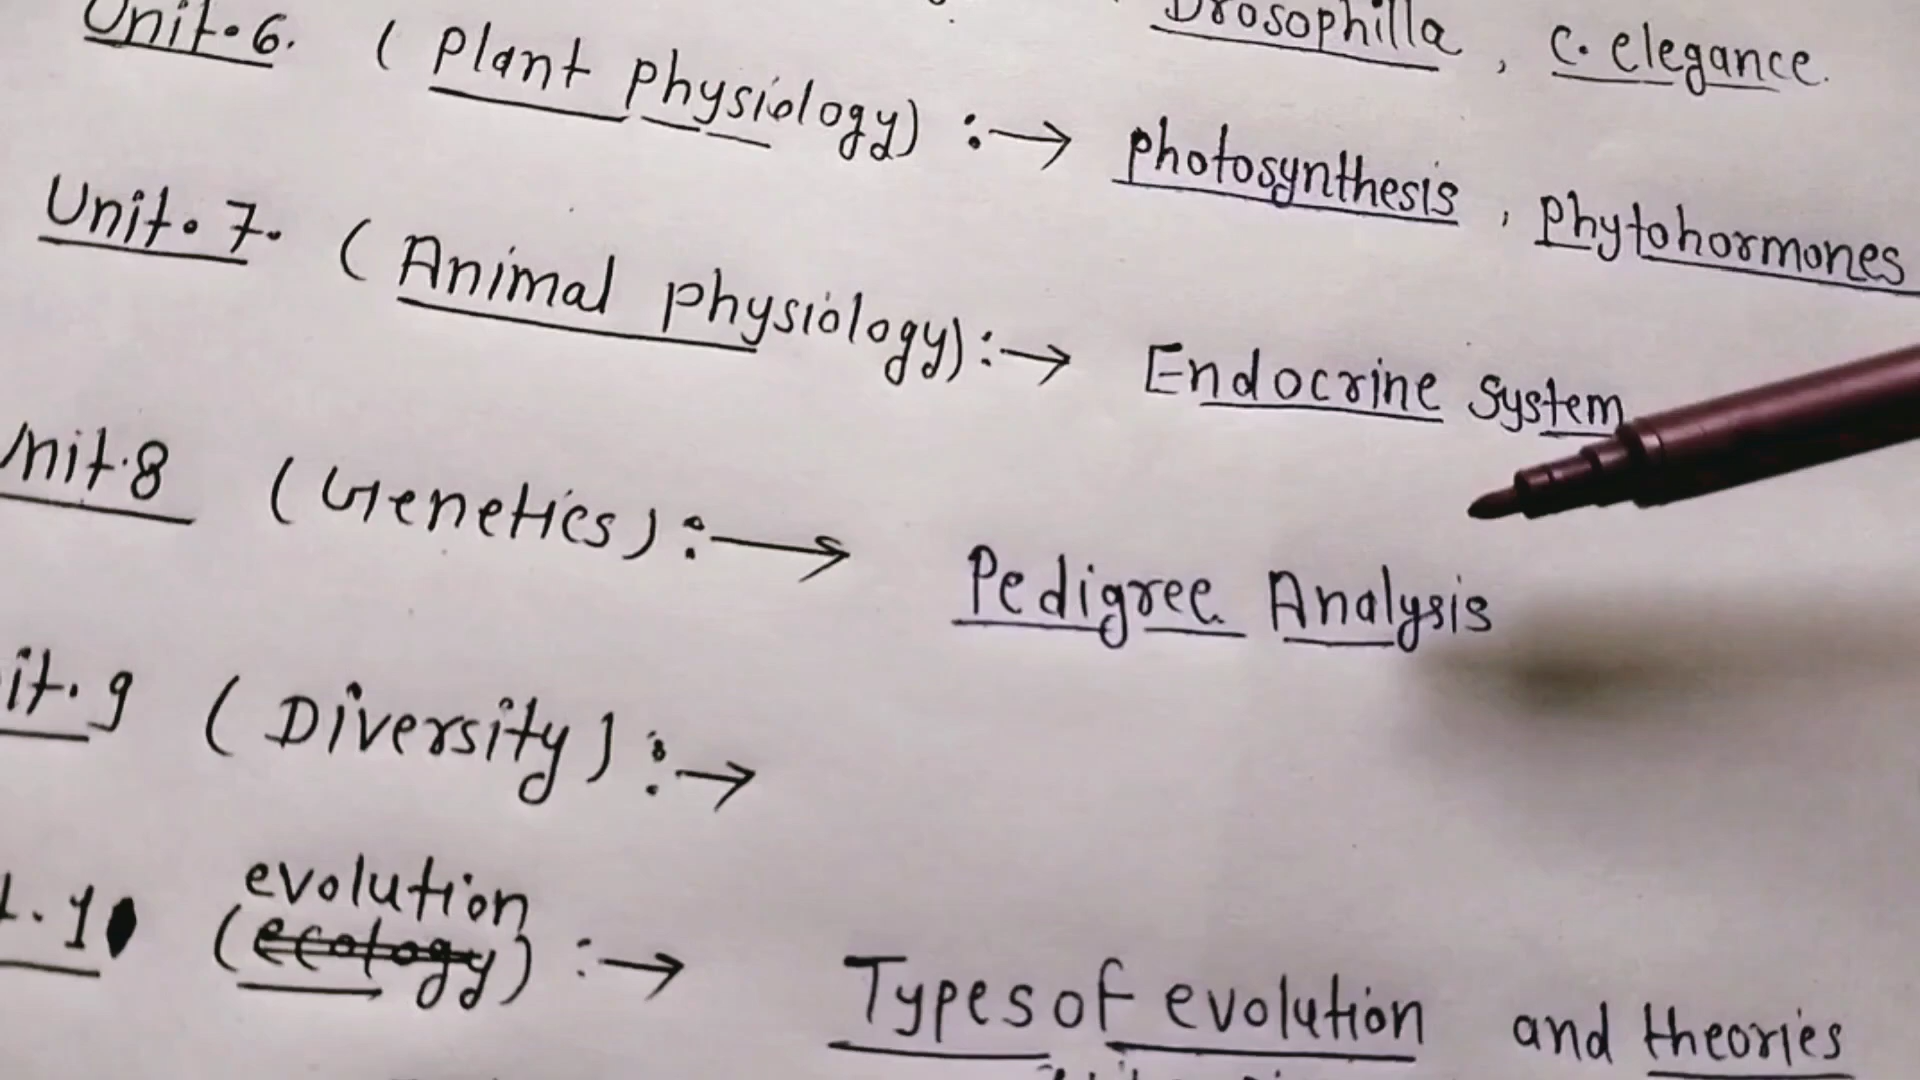 Drosophilla, C. elegance.
Unit.6. (Plant Physiology) :→ Photosynthesis, Phytohormones
Unit.7. (Animal Physiology) :→ Endocrine System
nit.8 (Genetics) :→ Pedigree Analysis
it.9 (Diversity) :→
evolution
t.10 (ecology) :→ Types of evolution and theories